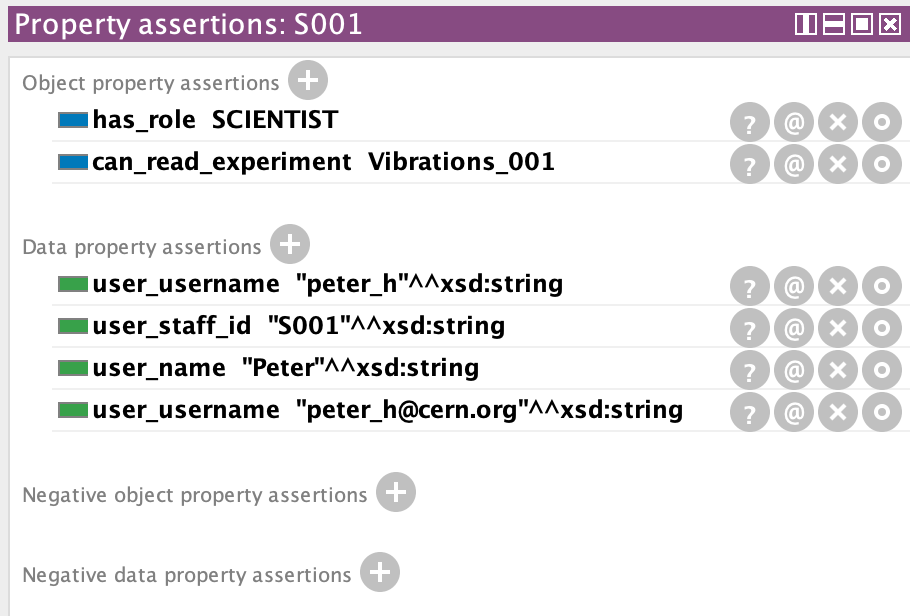 Property assertions: S001
Object property assertions
has_role SCIENTIST
can_read_experiment Vibrations_001
Data property assertions
user_username "peter_h"^^xsd:string
user_staff_id "S001"^^xsd:string
user_name "Peter"^^xsd:string
user_username "peter_h@cern.org"^^xsd:string
Negative object property assertions
Negative data property assertions